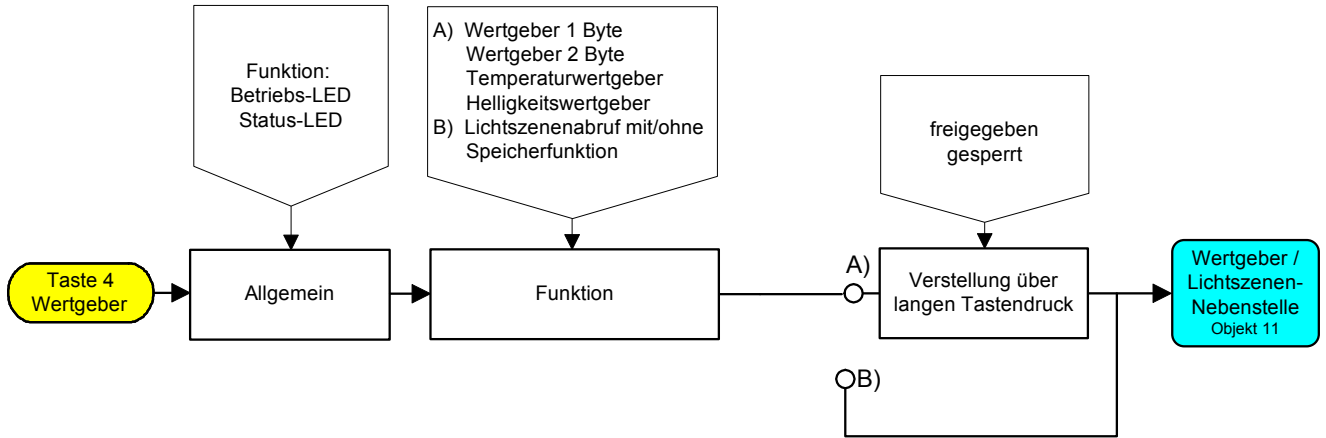 Funktion:
Betriebs-LED
Status-LED
A) Wertgeber 1 Byte
Wertgeber 2 Byte
Temperaturwertgeber
Helligkeitswertgeber
B) Lichtszenenabruf mit/ohne
Speicherfunktion
freigegeben
gesperrt
Taste 4
Wertgeber
Allgemein
Funktion
A)
Verstellung über
langen Tastendruck
Wertgeber /
Lichtszenen-
Nebenstelle
Objekt 11
B)